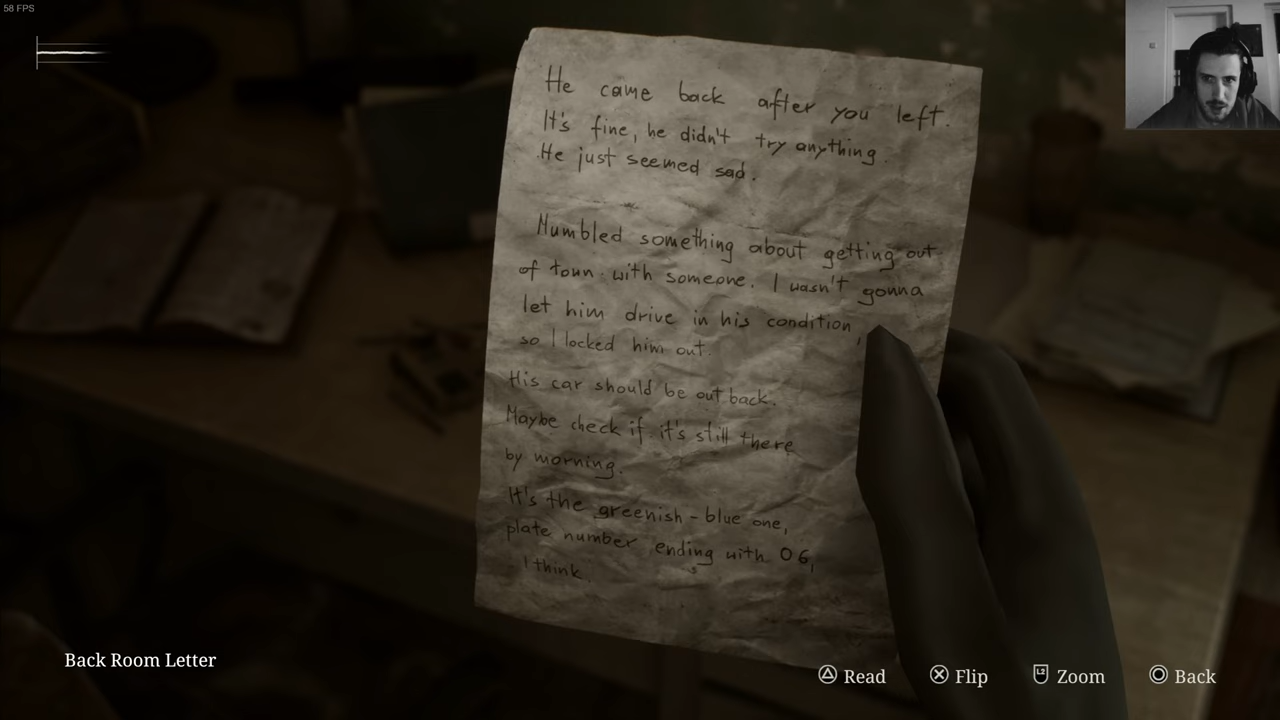 58 FPS
He came back after you left.
It's fine, he didn't try anything.
He just seemed sad.
Mumbled something about getting out
of town with someone. I wasn't gonna
let him drive in his condition,
so I locked him out.
His car should be out back.
Maybe check if it's still there
by morning.
It's the greenish-blue one,
plate number ending with 06,
I think.
Back Room Letter
Read
Flip
L2 Zoom
Back